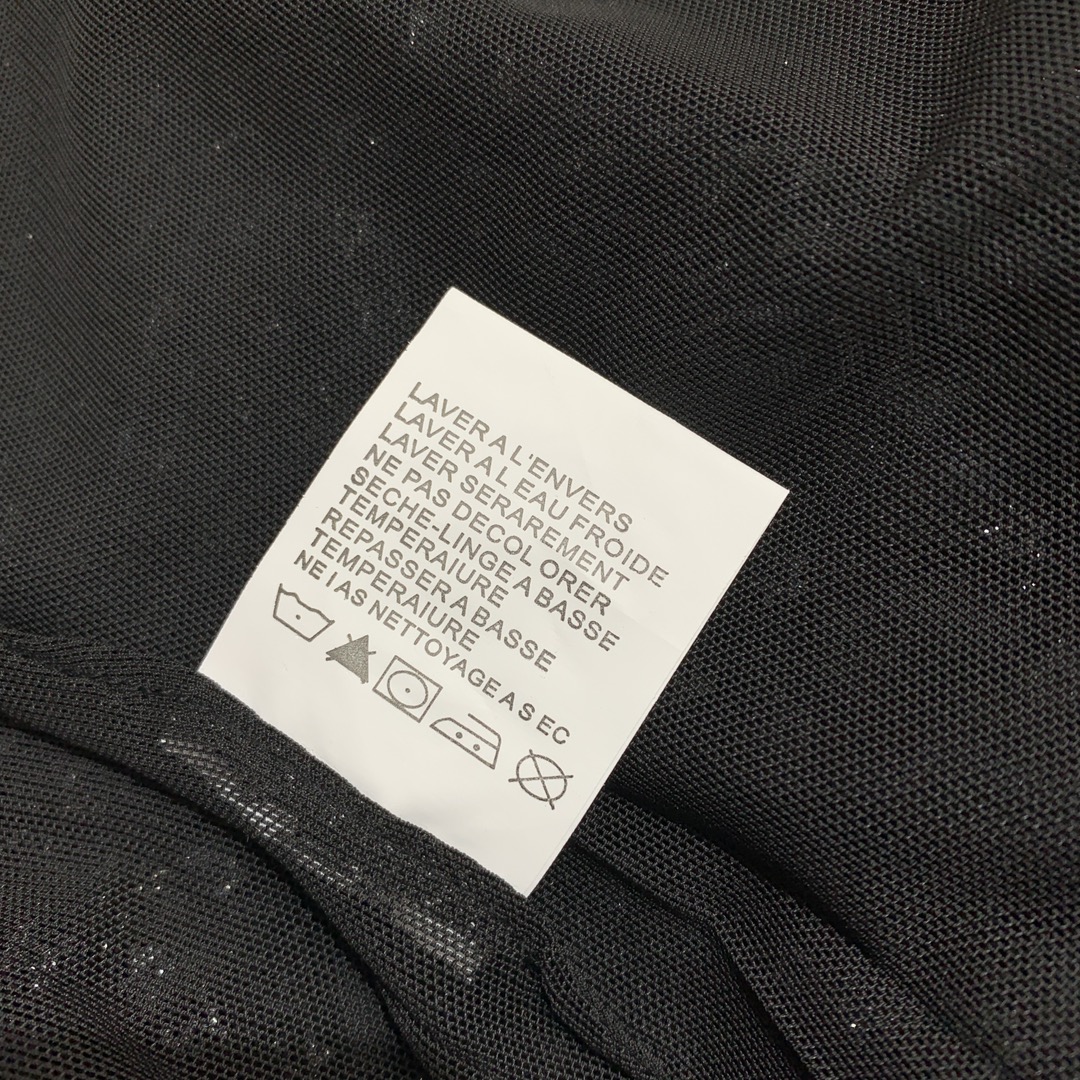 LAVER A L'ENVERS
LAVER A L EAU FROIDE
LAVER SERAREMENT
NE PAS DECOL ORER
SECHE-LINGE A BASSE
TEMPERAIURE
REPASSER A BASSE
TEMPERAIURE
NE I AS NETTOYAGE A S EC